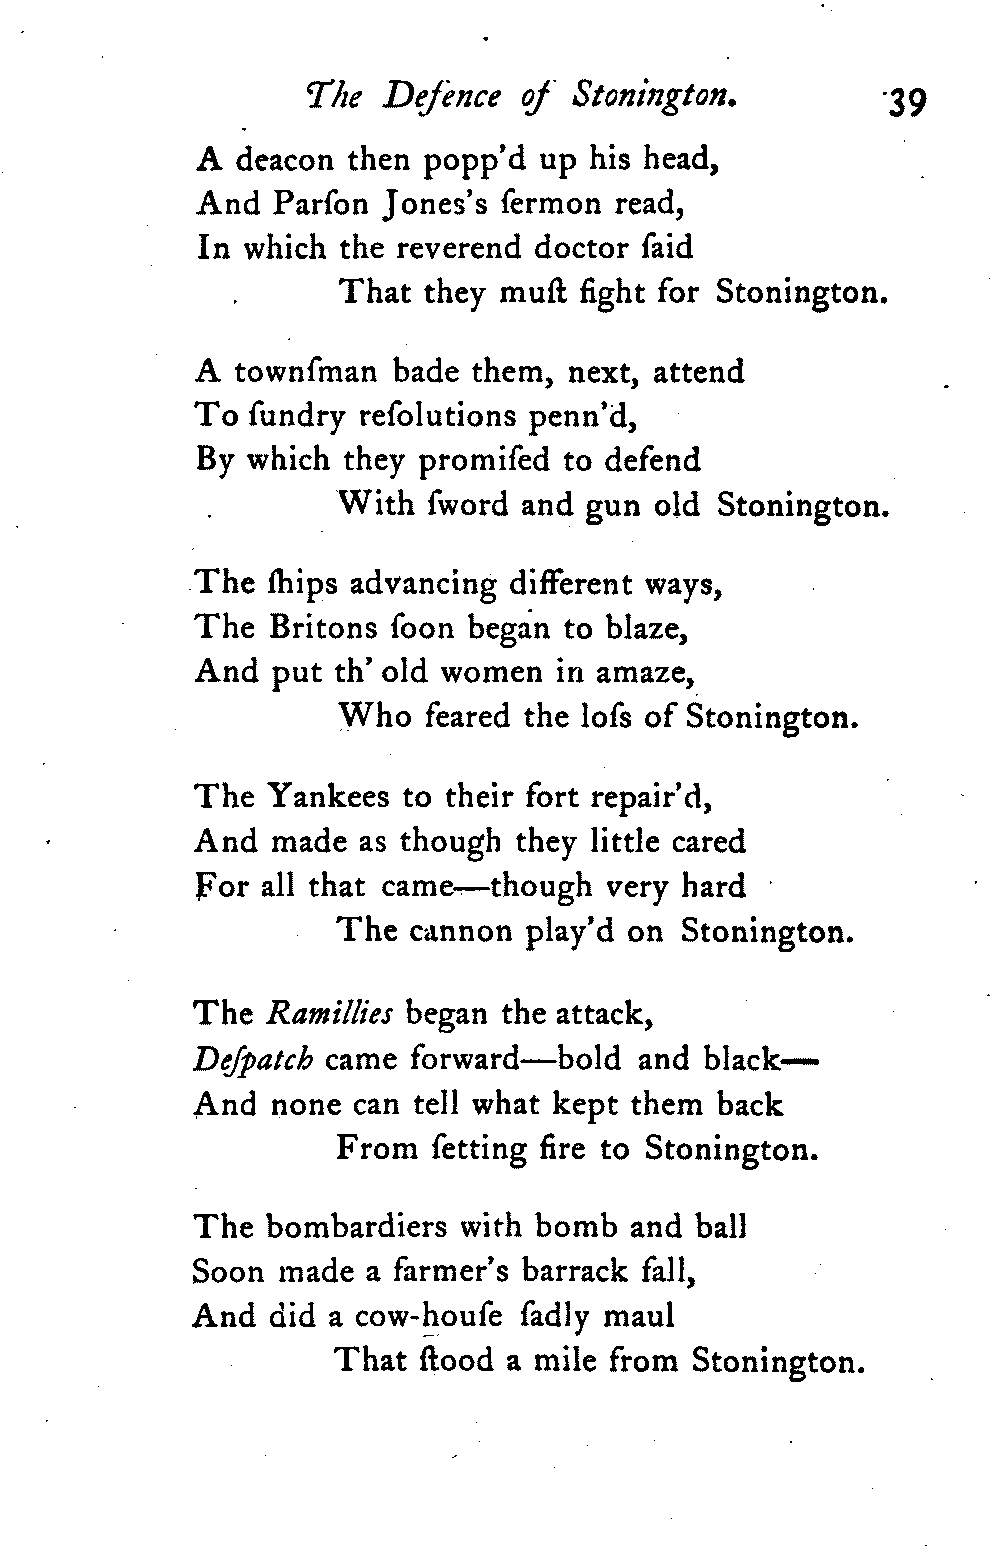 The Defence of Stonington. 39
A deacon then popp'd up his head,
And Parſon Jones's ſermon read,
In which the reverend doctor ſaid
That they muſt fight for Stonington.
A townſman bade them, next, attend
To ſundry reſolutions penn'd,
By which they promiſed to defend
With ſword and gun old Stonington.
The ſhips advancing different ways,
The Britons ſoon began to blaze,
And put th' old women in amaze,
Who feared the loſs of Stonington.
The Yankees to their fort repair'd,
And made as though they little cared
For all that came—though very hard
The cannon play'd on Stonington.
The Ramillies began the attack,
Deſpatch came forward—bold and black—
And none can tell what kept them back
From ſetting fire to Stonington.
The bombardiers with bomb and ball
Soon made a farmer's barrack fall,
And did a cow-houſe ſadly maul
That ſtood a mile from Stonington.